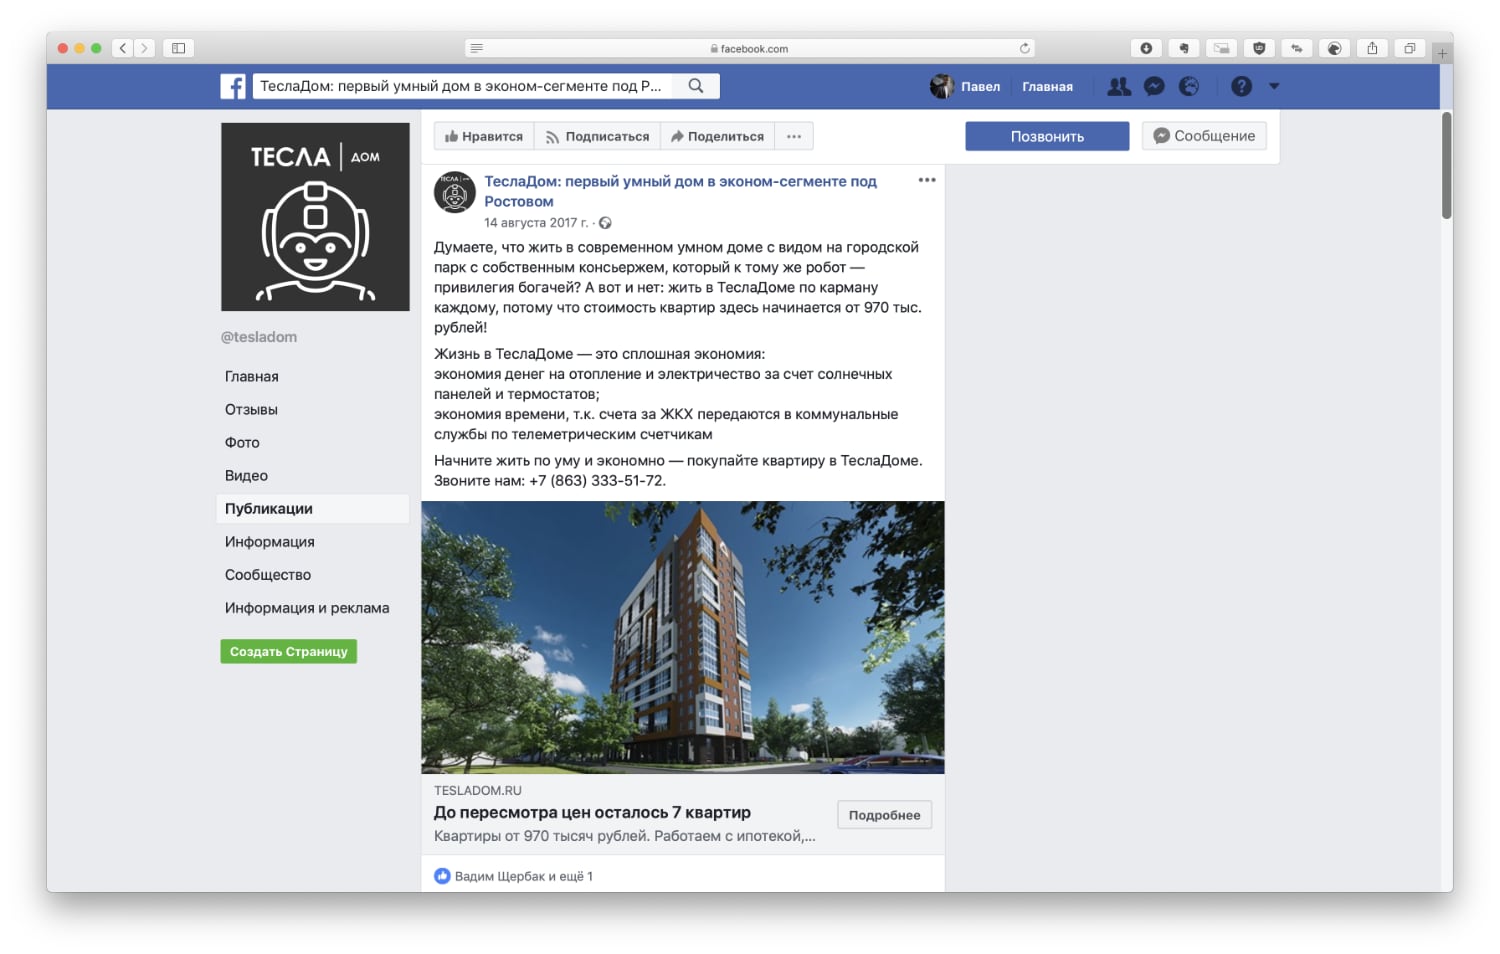 facebook.com
ТеслаДом: первый умный дом в эконом-сегменте под Р...
Павел
Главная
ТЕСЛА | ДОМ
@tesladom
Главная
Отзывы
Фото
Видео
Публикации
Информация
Сообщество
Информация и реклама
Создать Страницу
Нравится
Подписаться
Поделиться
Позвонить
Сообщение
ТеслаДом: первый умный дом в эконом-сегменте под
Ростовом
14 августа 2017 г. ·
Думаете, что жить в современном умном доме с видом на городской
парк с собственным консьержем, который к тому же робот —
привилегия богачей? А вот и нет: жить в ТеслаДоме по карману
каждому, потому что стоимость квартир здесь начинается от 970 тыс.
рублей!
Жизнь в ТеслаДоме — это сплошная экономия:
экономия денег на отопление и электричество за счет солнечных
панелей и термостатов;
экономия времени, т.к. счета за ЖКХ передаются в коммунальные
службы по телеметрическим счетчикам
Начните жить по уму и экономно — покупайте квартиру в ТеслаДоме.
Звоните нам: +7 (863) 333-51-72.
TESLADOM.RU
До пересмотра цен осталось 7 квартир
Квартиры от 970 тысяч рублей. Работаем с ипотекой,...
Подробнее
Вадим Щербак и ещё 1